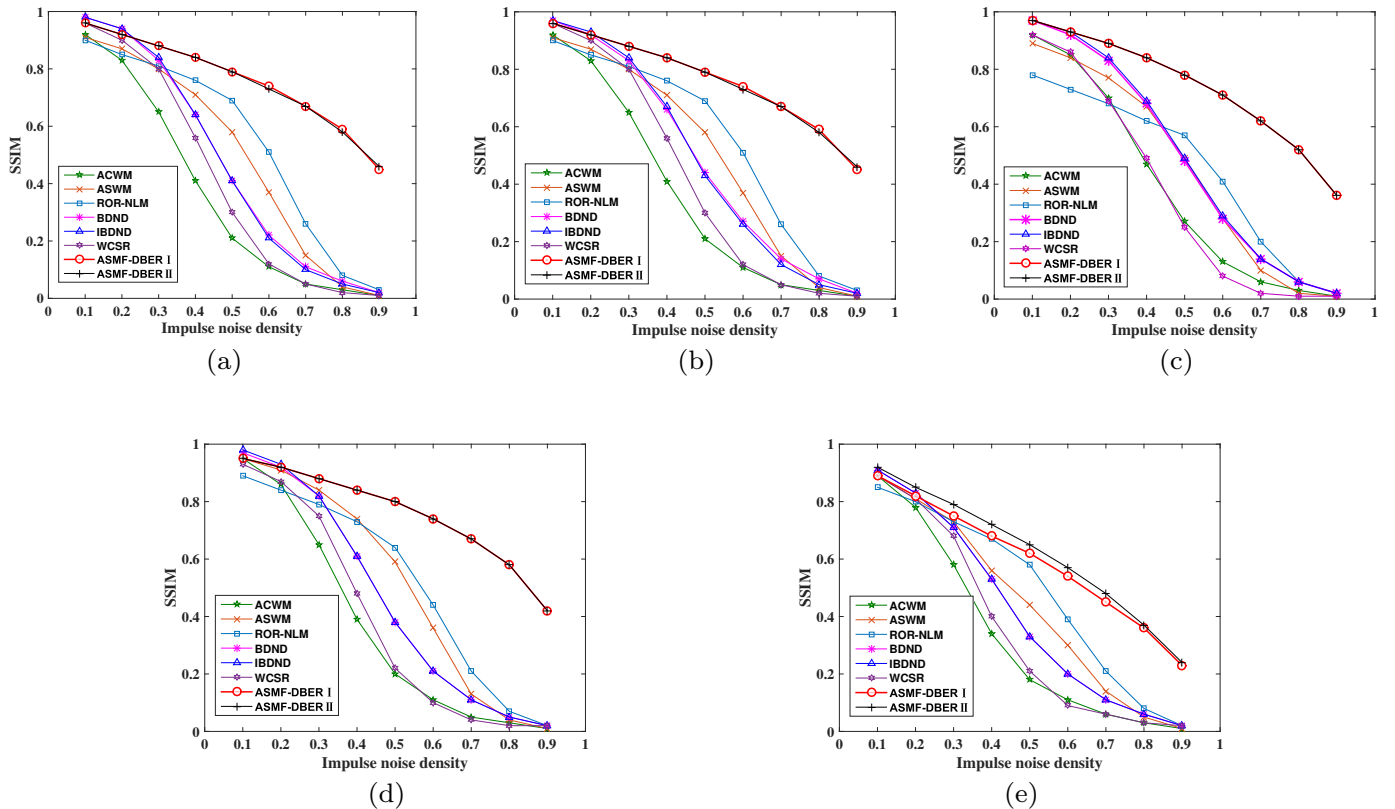 1
0.8
0.6
0.4
0.2
0
SSIM
ACWM
ASWM
ROR-NLM
BDND
IBDND
WCSR
ASMF-DBER I
ASMF-DBER II
0 0.1 0.2 0.3 0.4 0.5 0.6 0.7 0.8 0.9 1
Impulse noise density
(a)
1
0.8
0.6
0.4
0.2
0
SSIM
ACWM
ASWM
ROR-NLM
BDND
IBDND
WCSR
ASMF-DBER I
ASMF-DBER II
0 0.1 0.2 0.3 0.4 0.5 0.6 0.7 0.8 0.9 1
Impulse noise density
(b)
1
0.8
0.6
0.4
0.2
0
SSIM
ACWM
ASWM
ROR-NLM
BDND
IBDND
WCSR
ASMF-DBER I
ASMF-DBER II
0 0.1 0.2 0.3 0.4 0.5 0.6 0.7 0.8 0.9 1
Impulse noise density
(c)
1
0.8
0.6
0.4
0.2
0
SSIM
ACWM
ASWM
ROR-NLM
BDND
IBDND
WCSR
ASMF-DBER I
ASMF-DBER II
0 0.1 0.2 0.3 0.4 0.5 0.6 0.7 0.8 0.9 1
Impulse noise density
(d)
1
0.8
0.6
0.4
0.2
0
SSIM
ACWM
ASWM
ROR-NLM
BDND
IBDND
WCSR
ASMF-DBER I
ASMF-DBER II
0 0.1 0.2 0.3 0.4 0.5 0.6 0.7 0.8 0.9 1
Impulse noise density
(e)